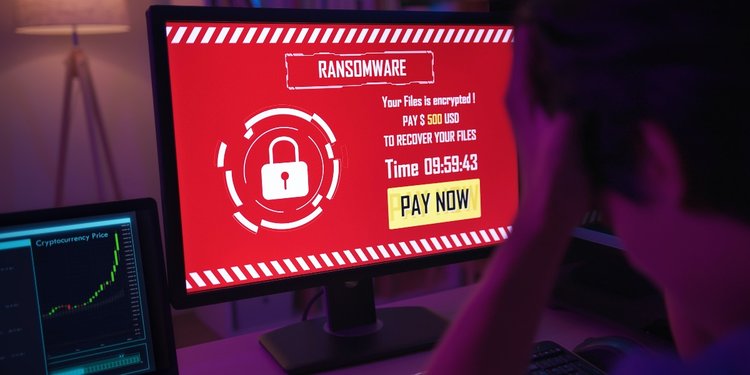 RANSOMWARE
Your Files is encrypted !
PAY $ 500 USD
TO RECOVER YOUR FILES
Time 09:59:43
PAY NOW
Cryptocurrency Price